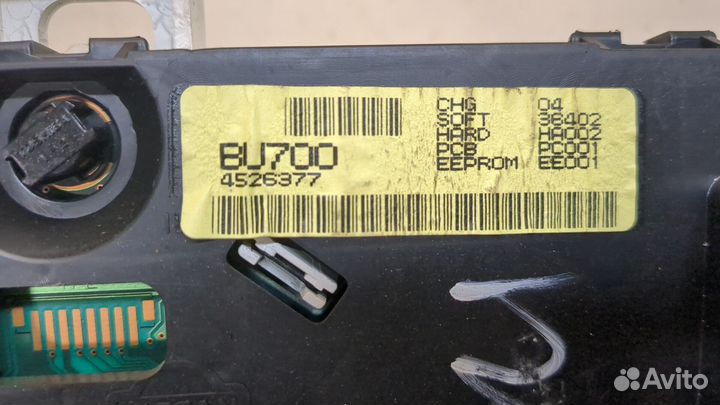 CHG 04
SOFT 36402
HARD HA002
PCB PC001
EEPROM EE001
BU700
4526377
Avito